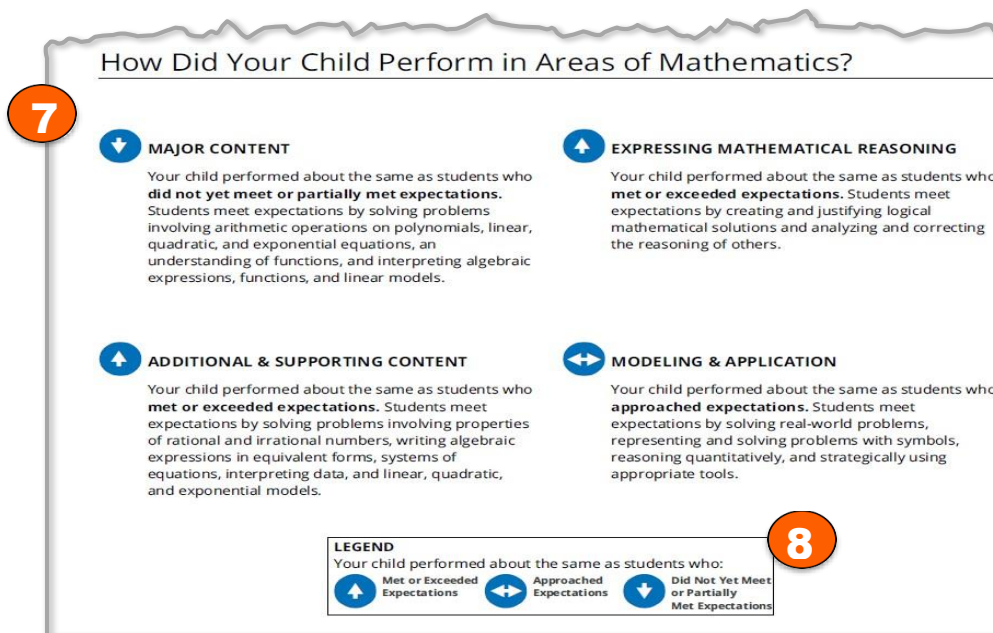 How Did Your Child Perform in Areas of Mathematics?
7
MAJOR CONTENT
Your child performed about the same as students who
did not yet meet or partially met expectations.
Students meet expectations by solving problems
involving arithmetic operations on polynomials, linear,
quadratic, and exponential equations, an
understanding of functions, and interpreting algebraic
expressions, functions, and linear models.
EXPRESSING MATHEMATICAL REASONING
Your child performed about the same as students who
met or exceeded expectations. Students meet
expectations by creating and justifying logical
mathematical solutions and analyzing and correcting
the reasoning of others.
ADDITIONAL & SUPPORTING CONTENT
Your child performed about the same as students who
met or exceeded expectations. Students meet
expectations by solving problems involving properties
of rational and irrational numbers, writing algebraic
expressions in equivalent forms, systems of
equations, interpreting data, and linear, quadratic,
and exponential models.
MODELING & APPLICATION
Your child performed about the same as students who
approached expectations. Students meet
expectations by solving real-world problems,
representing and solving problems with symbols,
reasoning quantitatively, and strategically using
appropriate tools.
8
LEGEND
Your child performed about the same as students who:
Met or Exceeded
Expectations
Approached
Expectations
Did Not Yet Meet
or Partially
Met Expectations